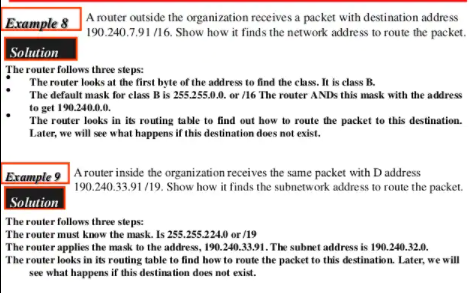 Example 8
A router outside the organization receives a packet with destination address
190.240.7.91 /16. Show how it finds the network address to route the packet.
Solution
The router follows three steps:
• The router looks at the first byte of the address to find the class. It is class B.
• The default mask for class B is 255.255.0.0. or /16 The router ANDs this mask with the address
to get 190.240.0.0.
• The router looks in its routing table to find out how to route the packet to this destination.
Later, we will see what happens if this destination does not exist.
Example 9
A router inside the organization receives the same packet with D address
190.240.33.91 /19. Show how it finds the subnetwork address to route the packet.
Solution
The router follows three steps:
The router must know the mask. Is 255.255.224.0 or /19
The router applies the mask to the address, 190.240.33.91. The subnet address is 190.240.32.0.
The router looks in its routing table to find how to route the packet to this destination. Later, we will
see what happens if this destination does not exist.